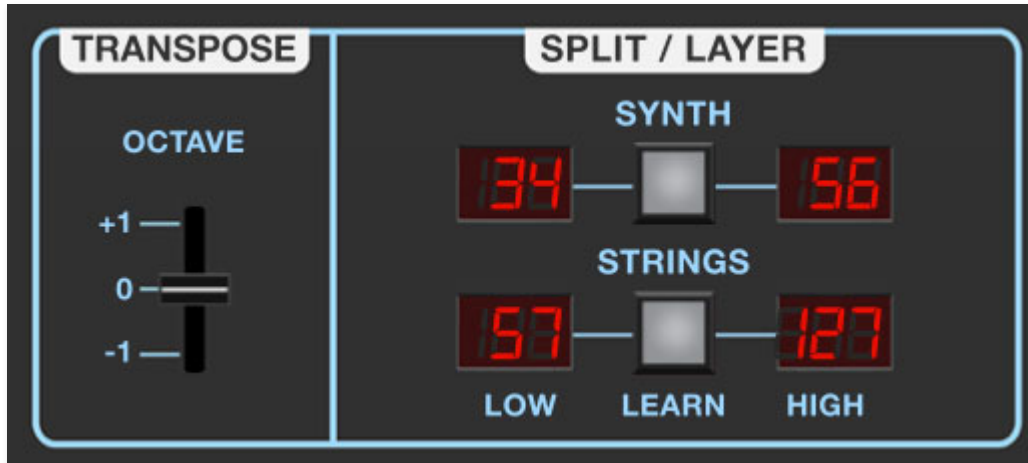 TRANSPOSE
OCTAVE
+1
0
-1
SPLIT / LAYER
SYNTH
34 56
STRINGS
57 127
LOW LEARN HIGH